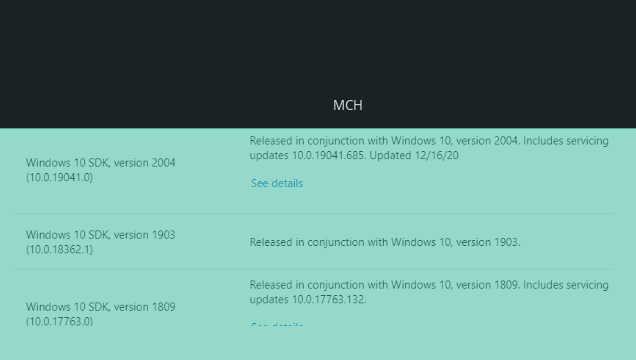 MCH
Released in conjunction with Windows 10, version 2004. Includes servicing
Windows 10 SDK, version 2004
updates 10.0.19041.685. Updated 12/16/20
(10.0.19041.0)
See details
Windows 10 SDK, version 1903
Released in conjunction with Windows 10, version 1903.
(10.0.18362.1)
Released in conjunction with Windows 10, version 1809. Includes servicing
updates 10.0.17763.132.
Windows 10 SDK, version 1809
(10.0.17763.0)
See details